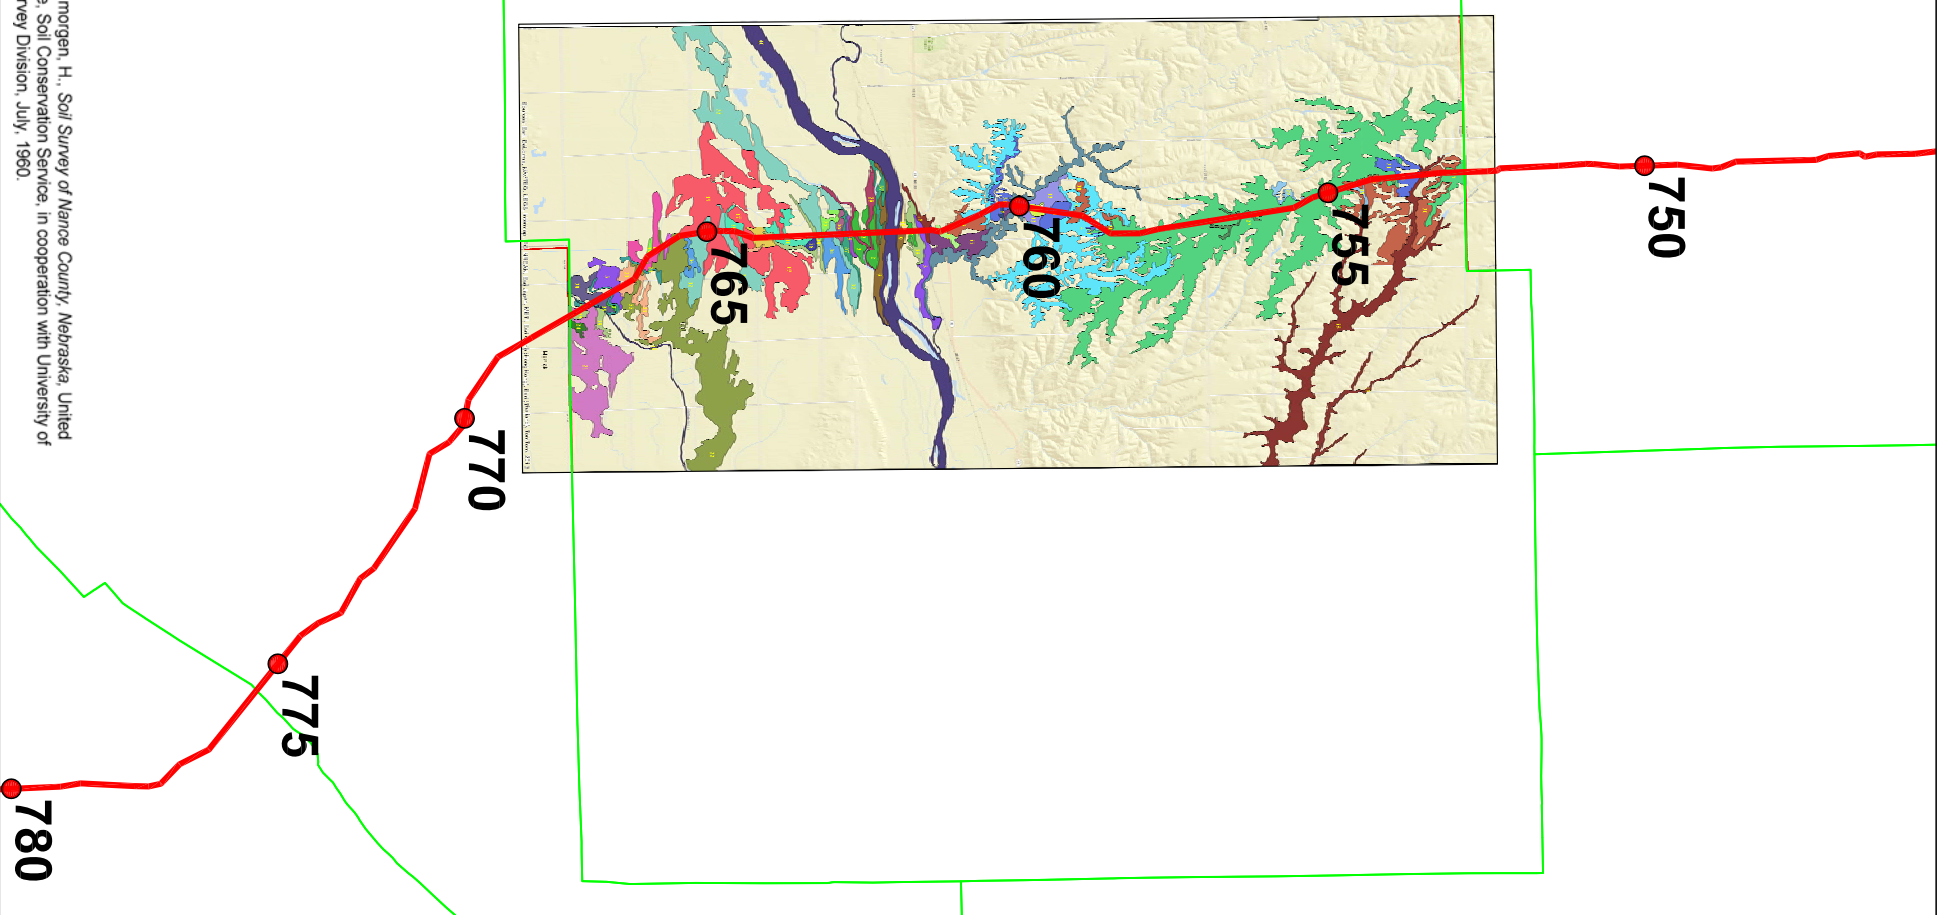 morgen, H., Soil Survey of Nance County, Nebraska, United
e, Soil Conservation Service, in cooperation with University of
rvey Division, July, 1960.
750
755
760
765
770
775
780